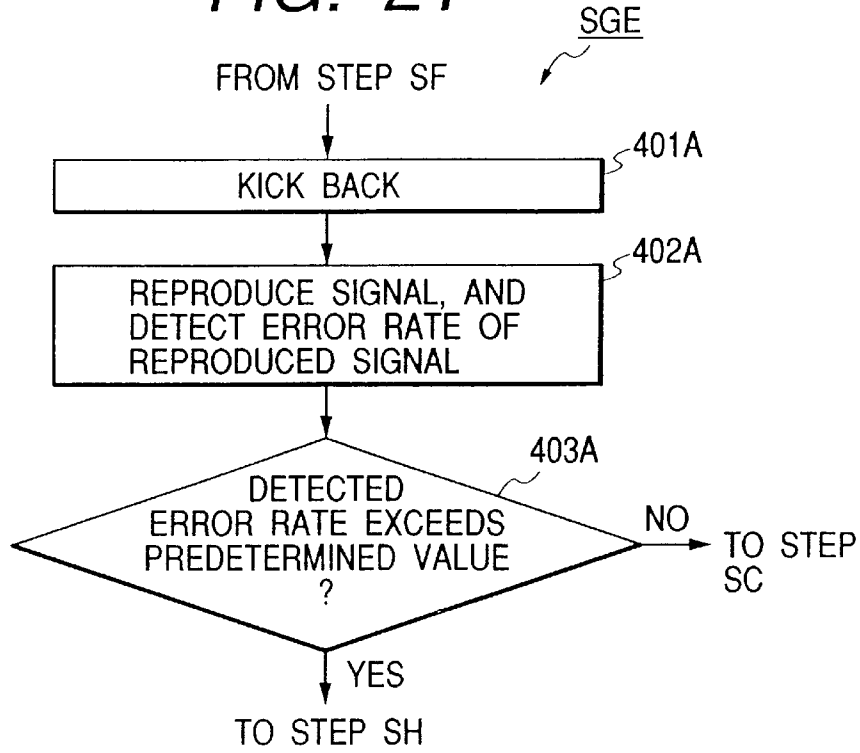 SGE
FROM STEP SF
401A
KICK BACK
402A
REPRODUCE SIGNAL, AND
DETECT ERROR RATE OF
REPRODUCED SIGNAL
403A
DETECTED
ERROR RATE EXCEEDS
PREDETERMINED VALUE
?
NO
TO STEP
SC
YES
TO STEP SH